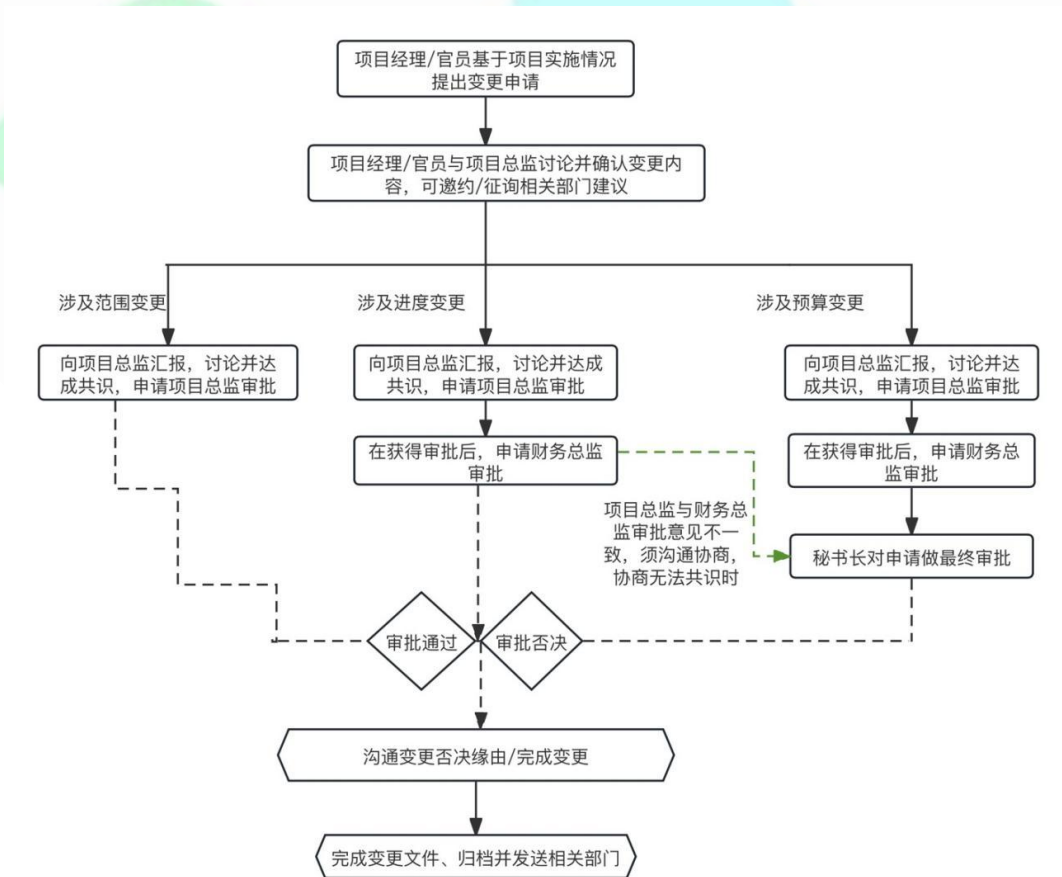 项目经理/官员基于项目实施情况
提出变更申请
项目经理/官员与项目总监讨论并确认变更内
容，可邀约/征询相关部门建议
涉及范围变更
涉及进度变更
涉及预算变更
向项目总监汇报，讨论并达
成共识，申请项目总监审批
向项目总监汇报，讨论并达成
共识，申请项目总监审批
向项目总监汇报，讨论并达
成共识，申请项目总监审批
在获得审批后，申请财务总监
审批
在获得审批后，申请财务总
监审批
项目总监与财务总
监审批意见不一
致，须沟通协商，
协商无法共识时
秘书长对申请做最终审批
审批通过
审批否决
沟通变更否决缘由/完成变更
完成变更文件、归档并发送相关部门